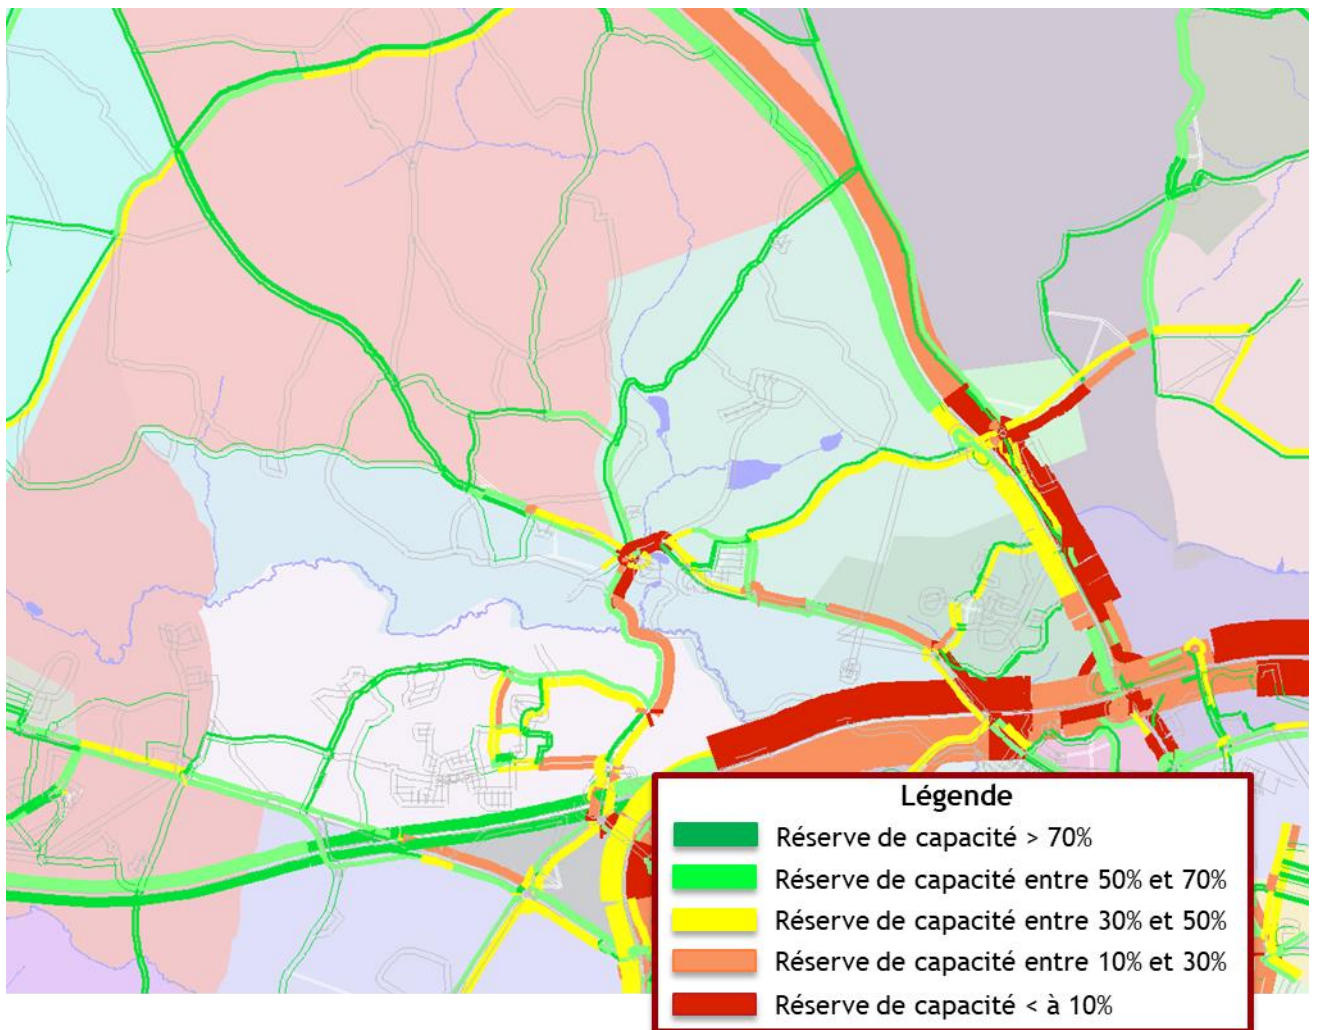 Légende
Réserve de capacité > 70%
Réserve de capacité entre 50% et 70%
Réserve de capacité entre 30% et 50%
Réserve de capacité entre 10% et 30%
Réserve de capacité < à 10%